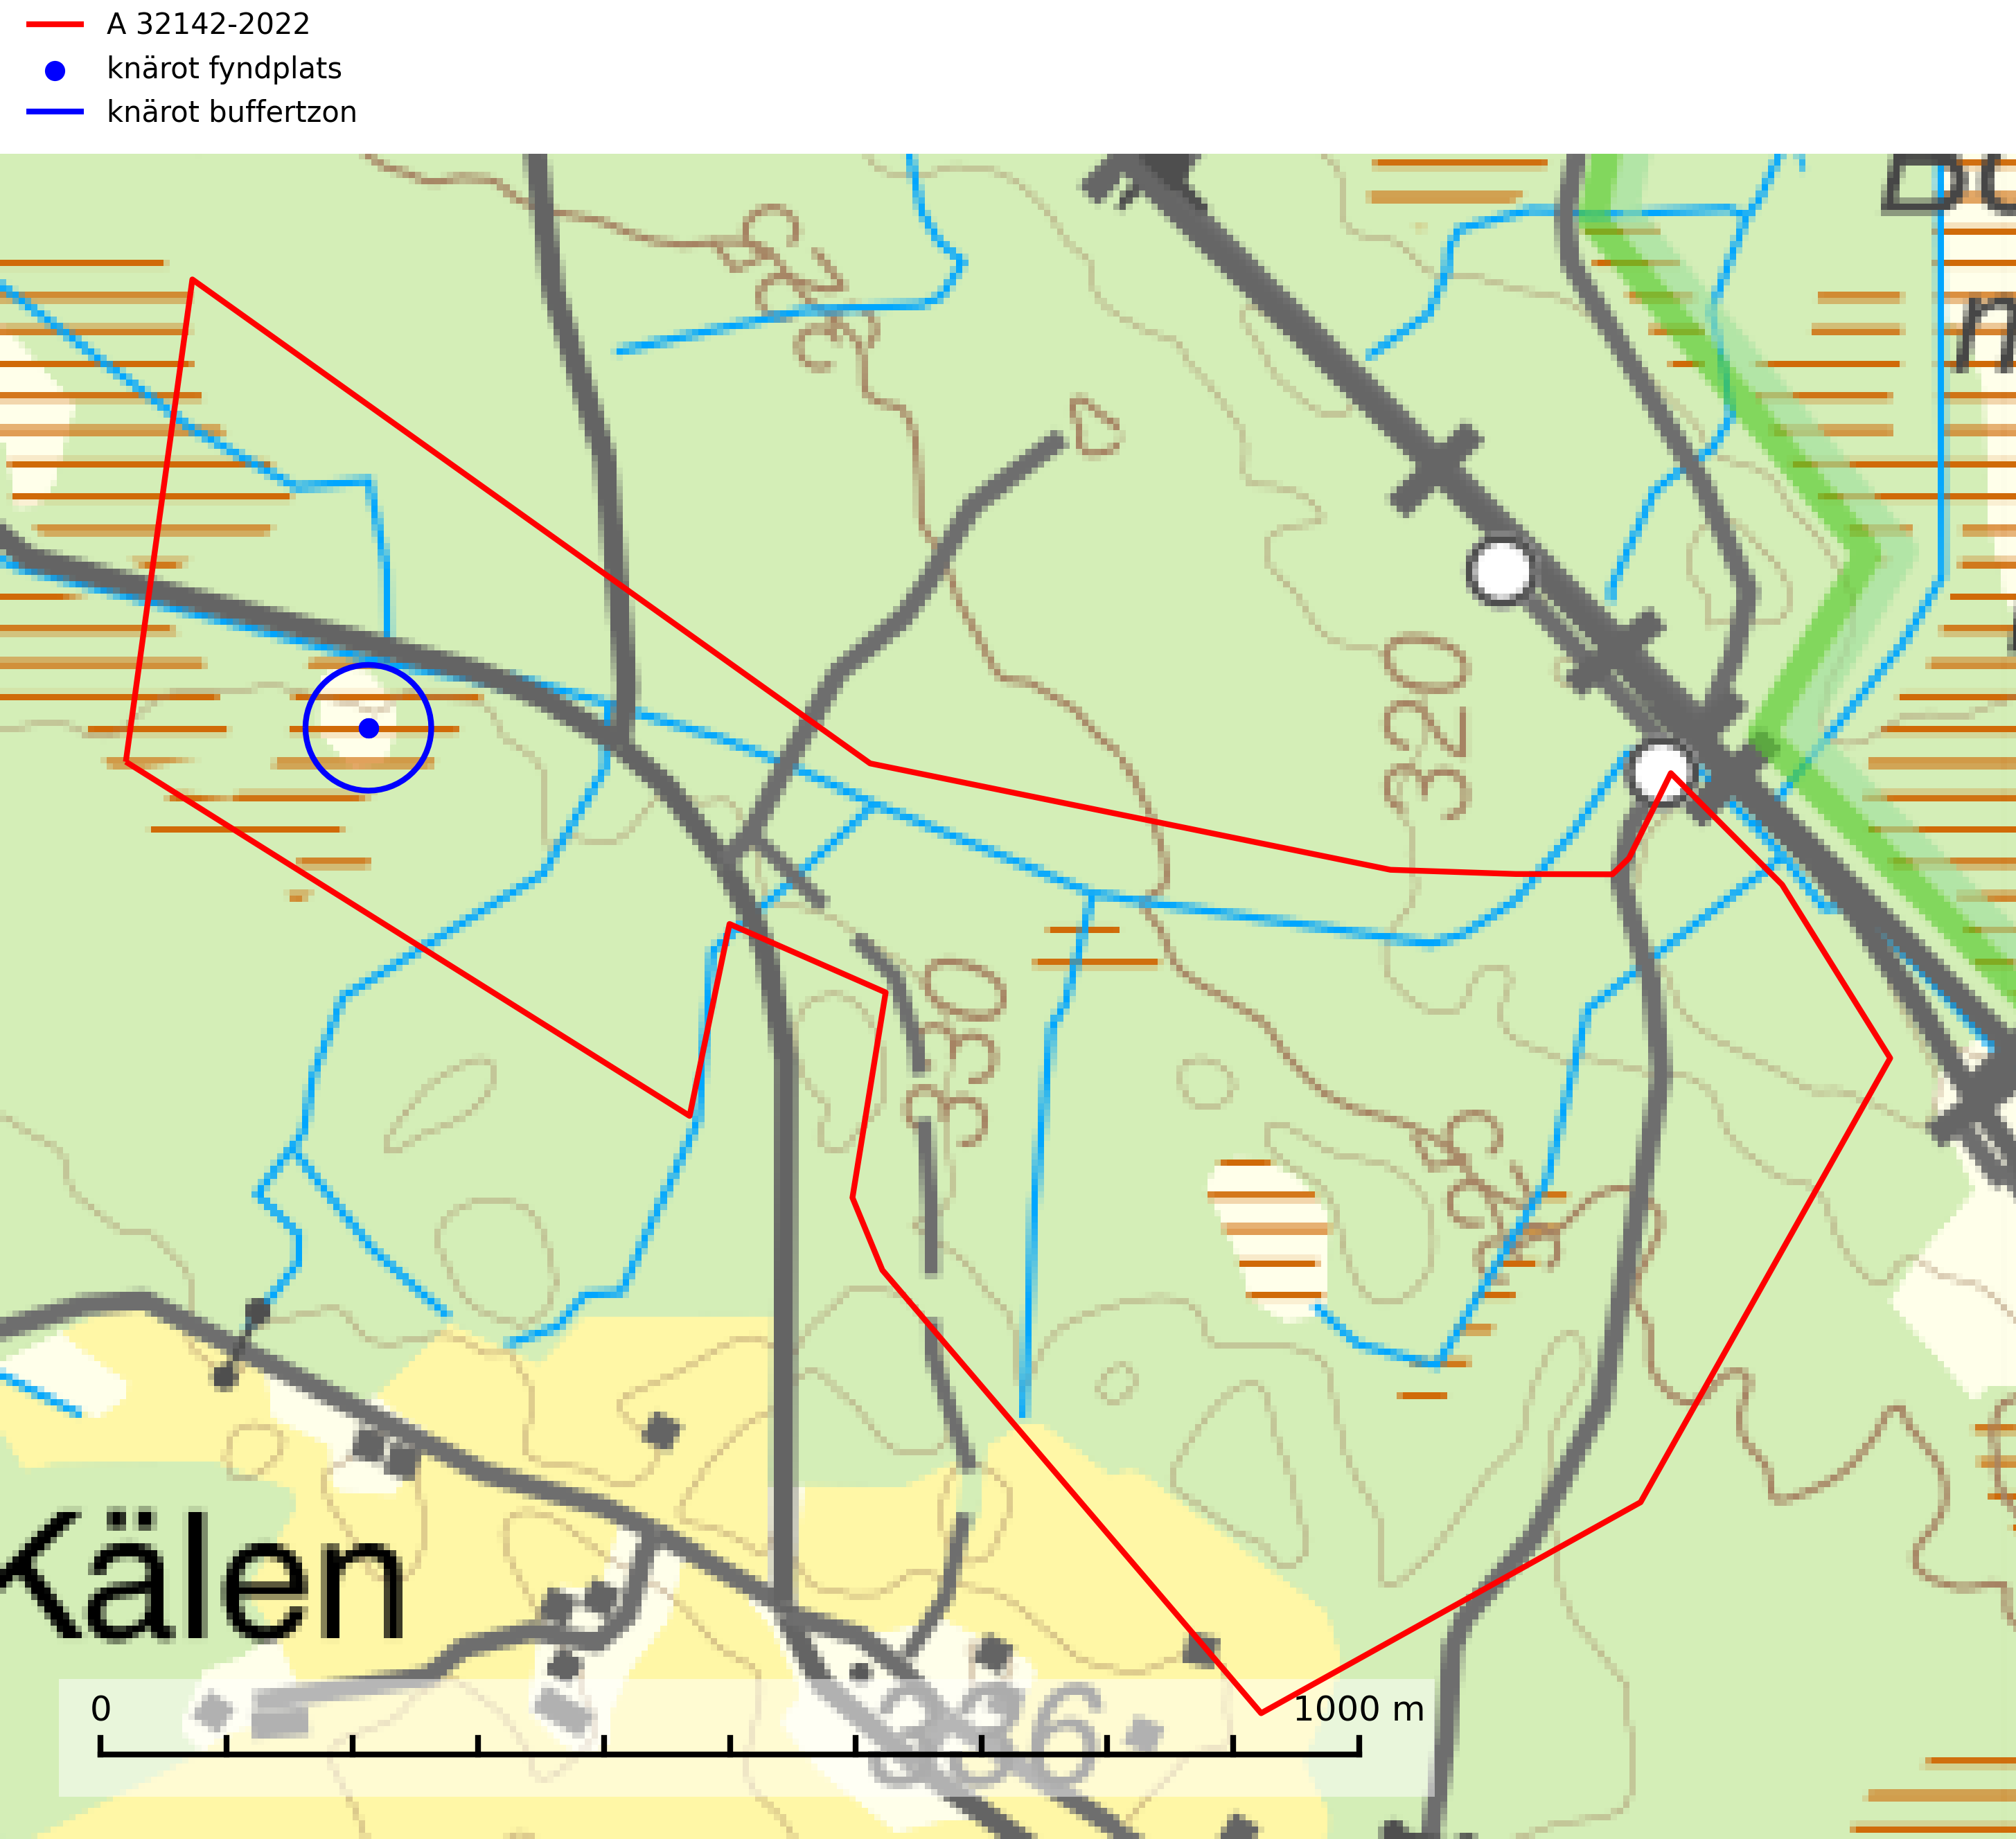 A 32142-2022
knärot fyndplats
knärot buffertzon
320
330
Kälen
336
0
1000 m